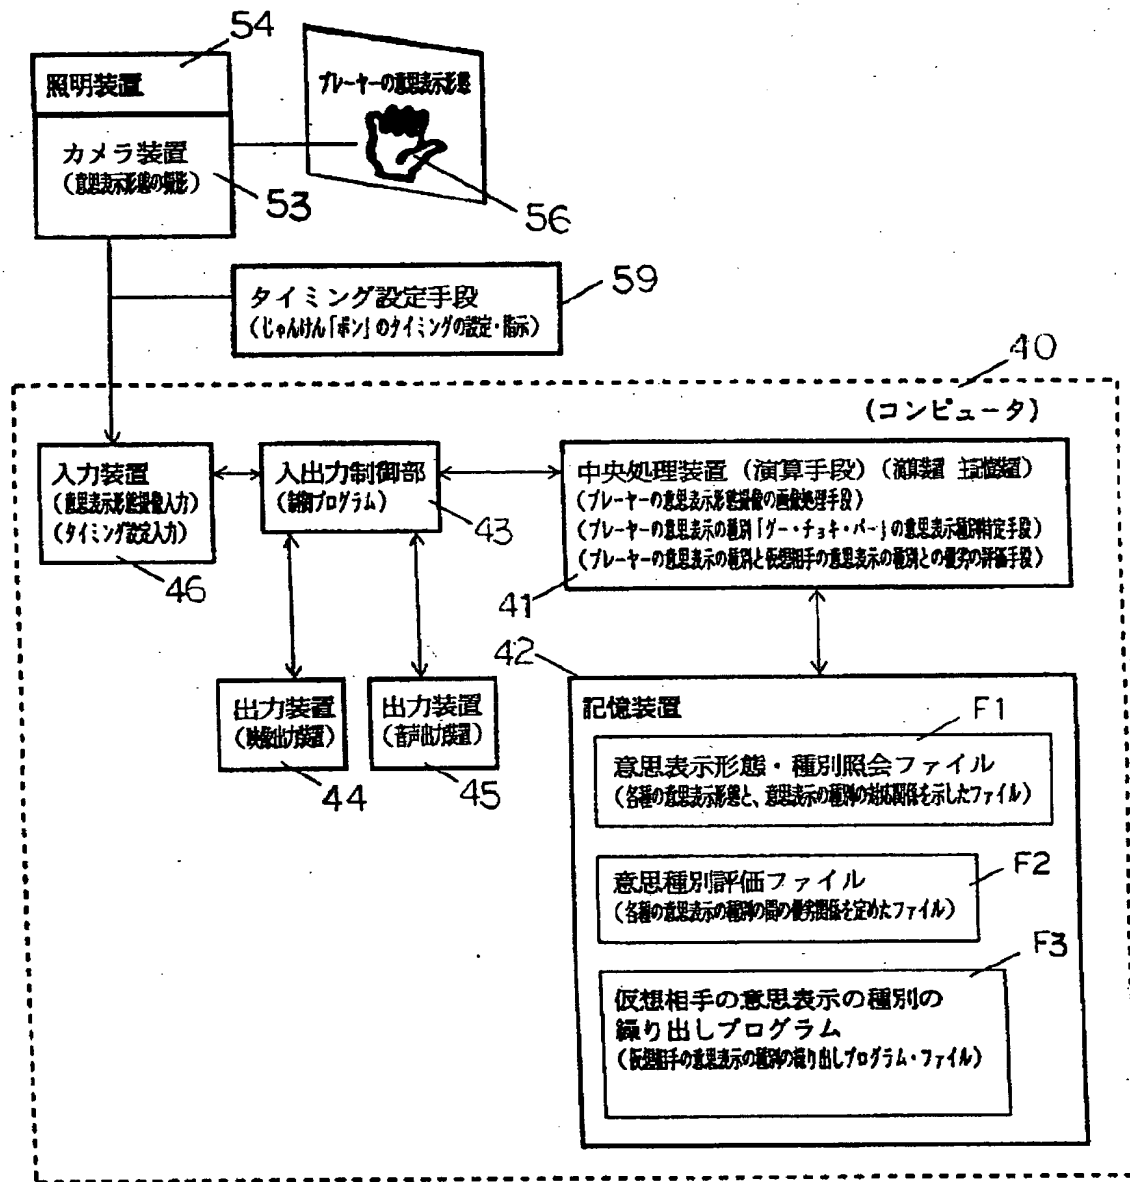 54
照明装置
プレーヤーの意思表示形態
カメラ装置
(意思表示形態の撮影)
53
56
タイミング設定手段
(じゃんけん「ポン」のタイミングの設定・指示)
59
40
(コンピュータ)
入力装置
(意思表示形態撮像入力)
(タイミング設定入力)
46
入出力制御部
(制御プログラム)
43
中央処理装置 (演算手段) (演算装置 主記憶装置)
(プレーヤーの意思表示形態撮像の画像処理手段)
(プレーヤーの意思表示の種別「グー・チョキ・パー」の意思表示種別特定手段)
(プレーヤーの意思表示の種別と仮想相手の意思表示の種別との優劣の評価手段)
41
出力装置
(映像出力装置)
44
出力装置
(音声出力装置)
45
42
記憶装置
F1
意思表示形態・種別照会ファイル
(各種の意思表示形態と、意思表示の種別の対応関係を示したファイル)
F2
意思種別評価ファイル
(各種の意思表示の種別の間の優劣関係を定めたファイル)
F3
仮想相手の意思表示の種別の
繰り出しプログラム
(仮想相手の意思表示の種別の繰り出しプログラム・ファイル)